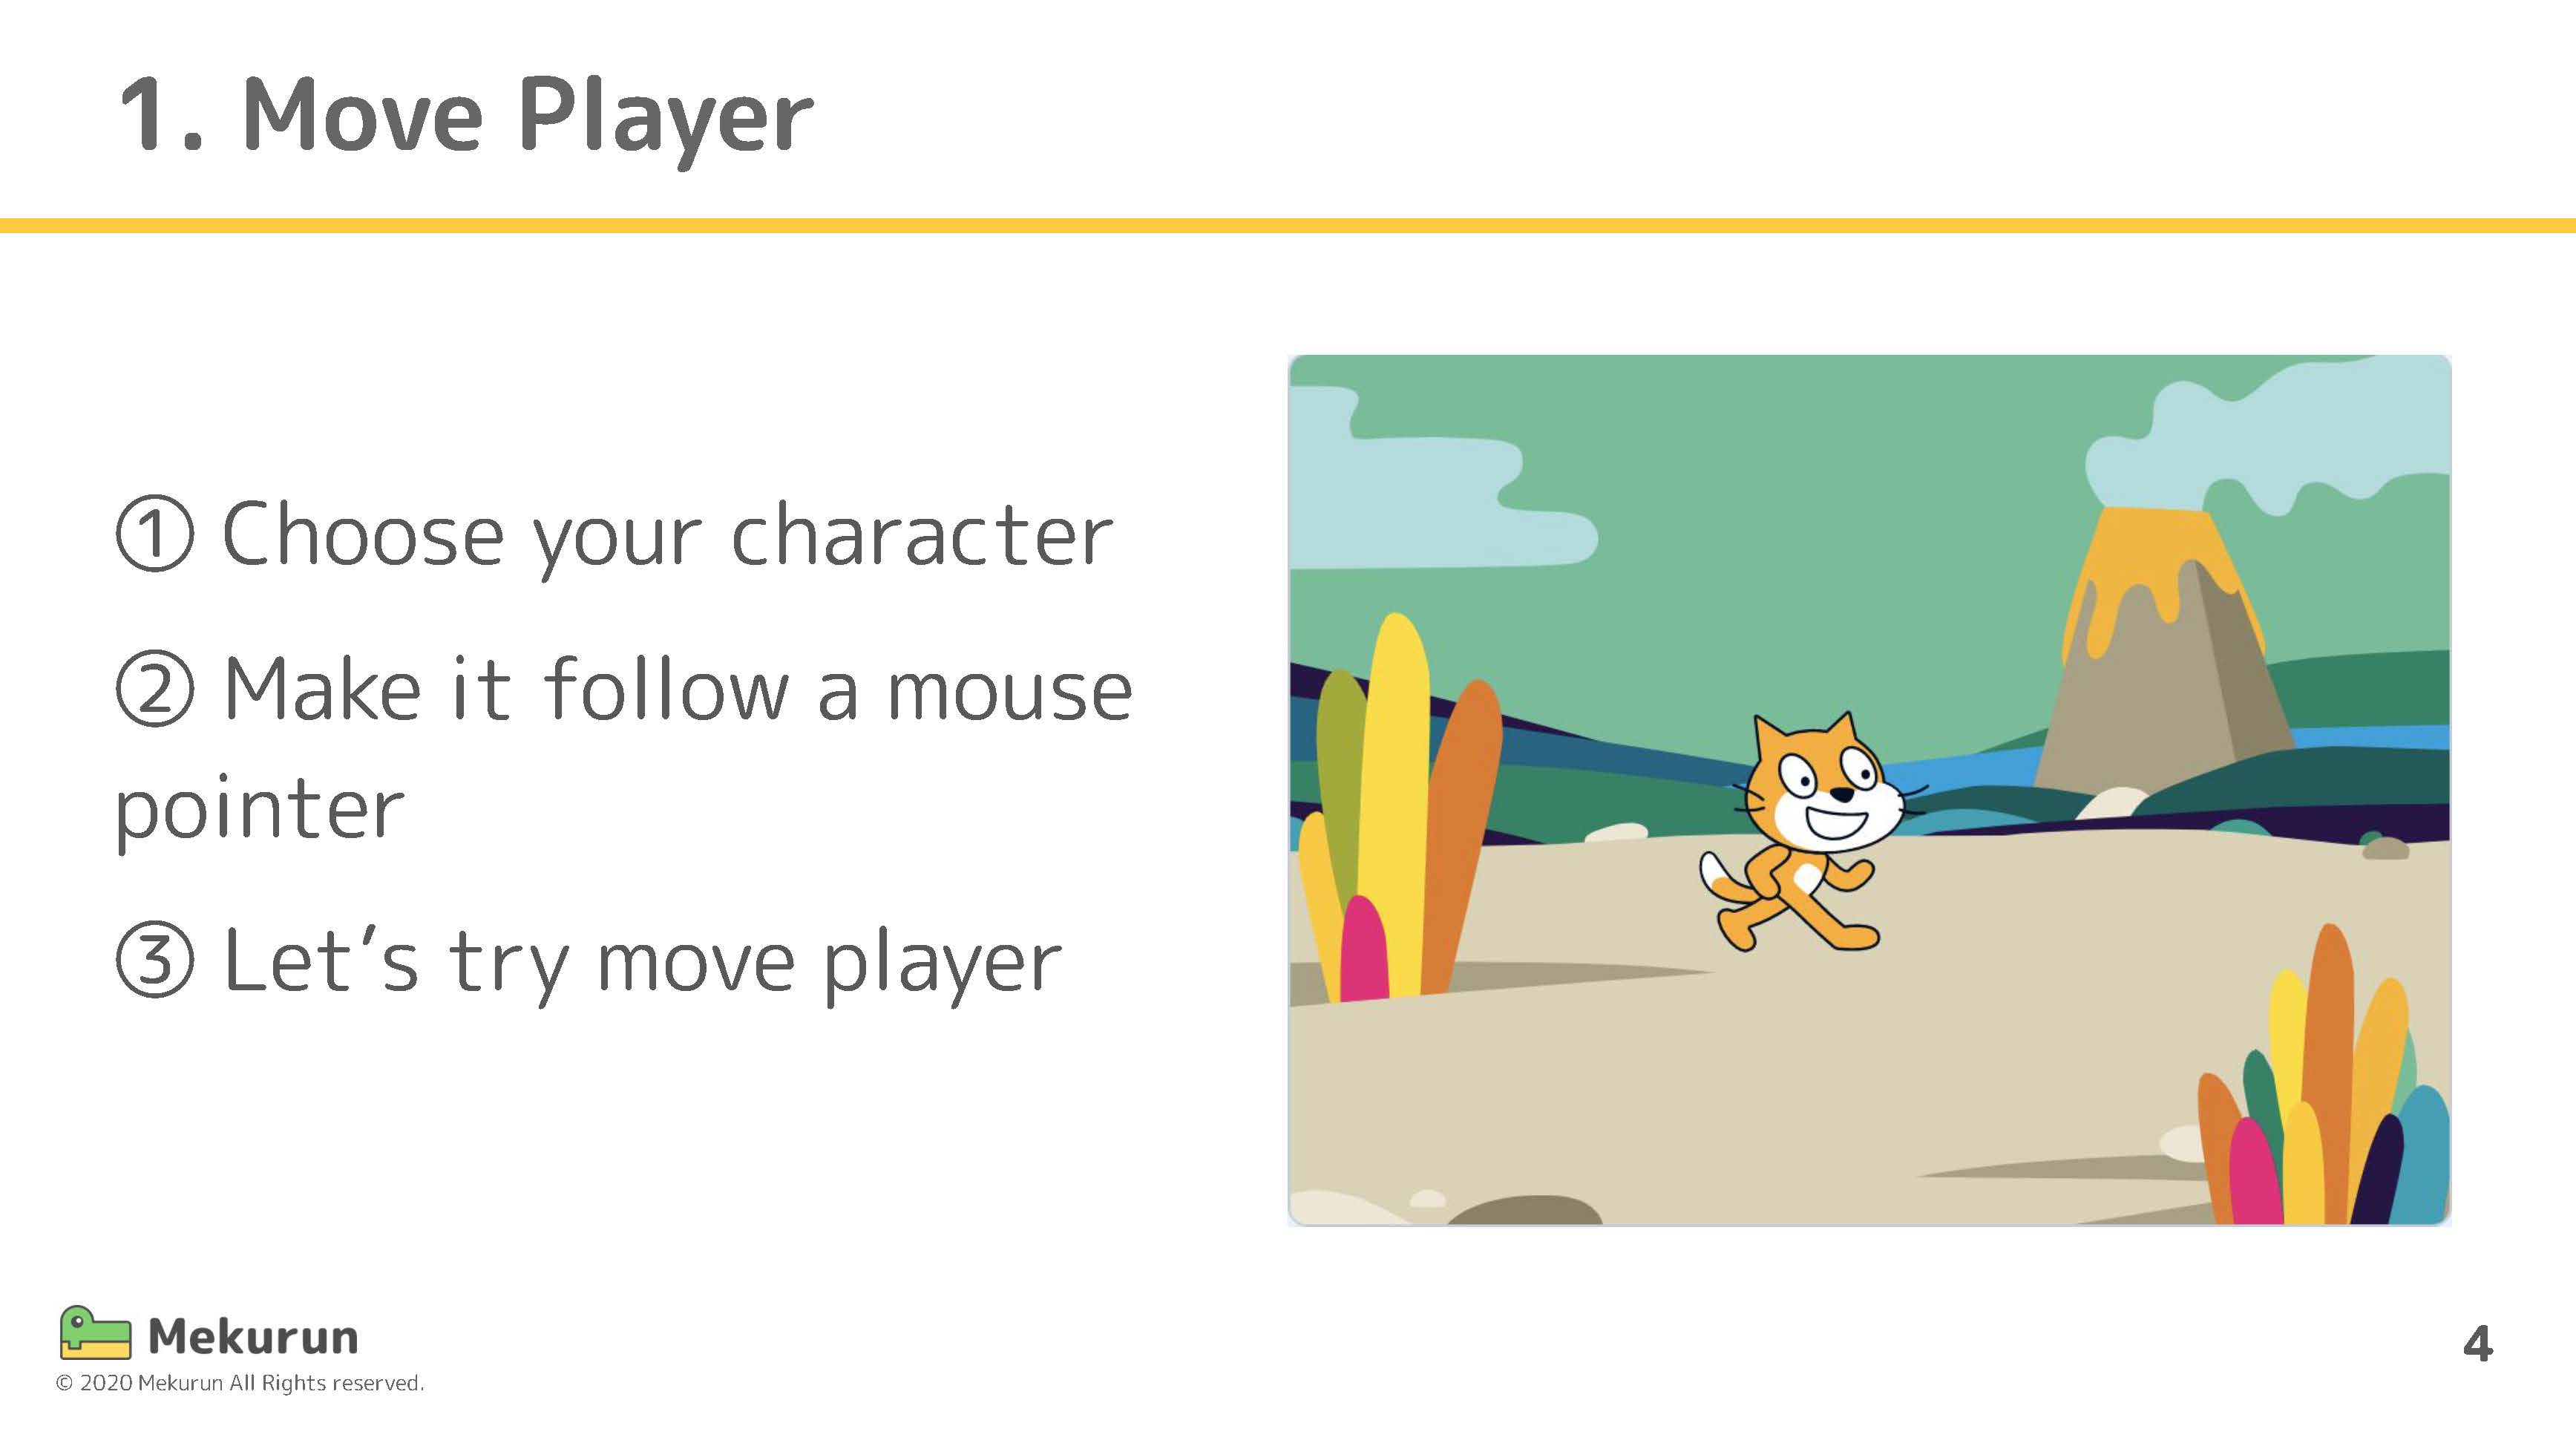 1. Move Player
① Choose your character
② Make it follow a mouse
pointer
③ Let’s try move player
Mekurun
© 2020 Mekurun All Rights reserved.
4